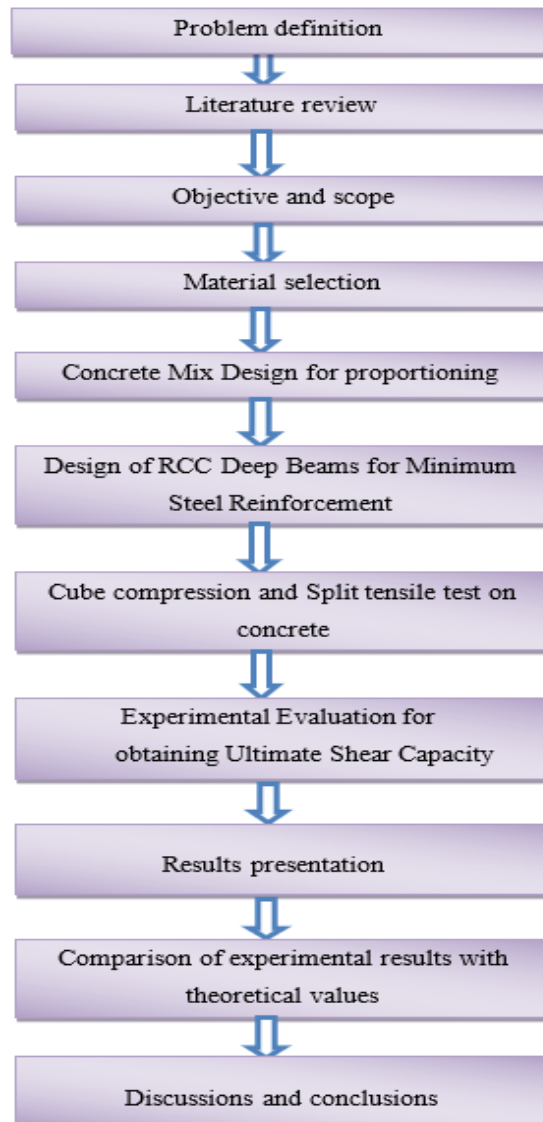 Problem definition
Literature review
Objective and scope
Material selection
Concrete Mix Design for proportioning
Design of RCC Deep Beams for Minimum
Steel Reinforcement
Cube compression and Split tensile test on
concrete
Experimental Evaluation for
obtaining Ultimate Shear Capacity
Results presentation
Comparison of experimental results with
theoretical values
Discussions and conclusions